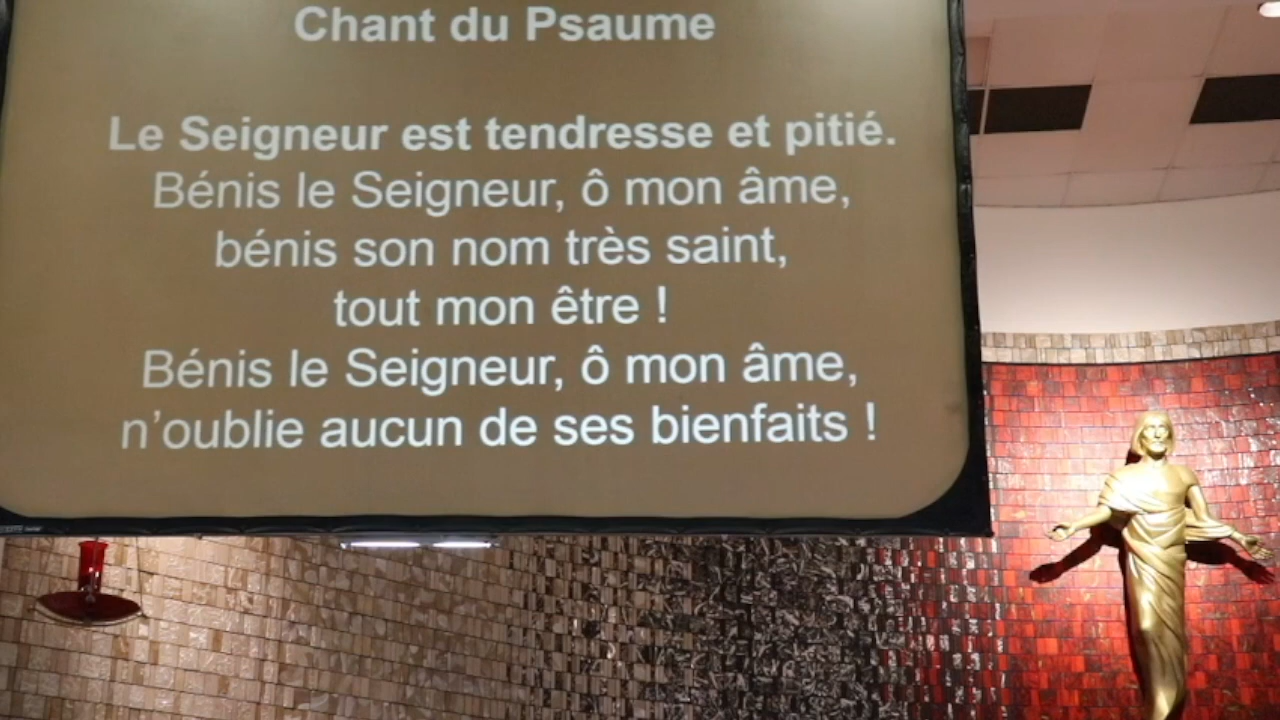 Chant du Psaume
Le Seigneur est tendresse et pitié.
Bénis le Seigneur, ô mon âme,
bénis son nom très saint,
tout mon être !
Bénis le Seigneur, ô mon âme,
n’oublie aucun de ses bienfaits !